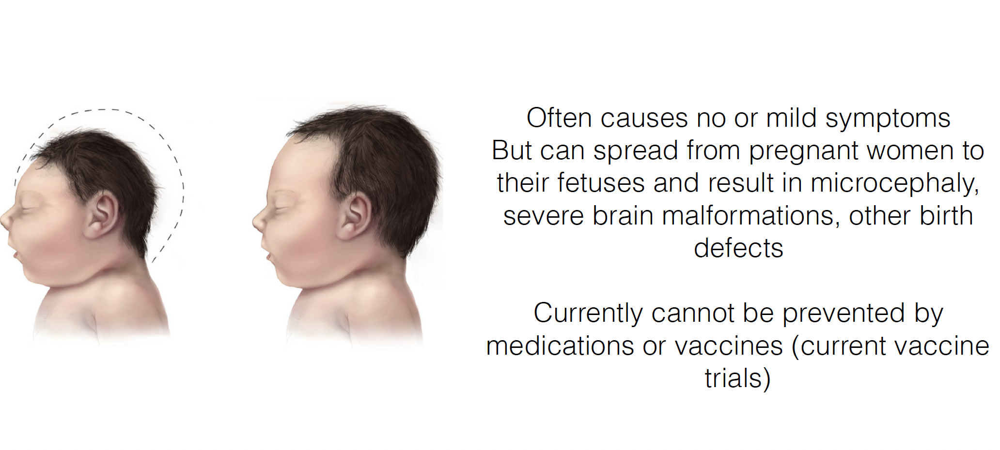 Often causes no or mild symptoms
But can spread from pregnant women to
their fetuses and result in microcephaly,
severe brain malformations, other birth
defects
Currently cannot be prevented by
medications or vaccines (current vaccine
trials)